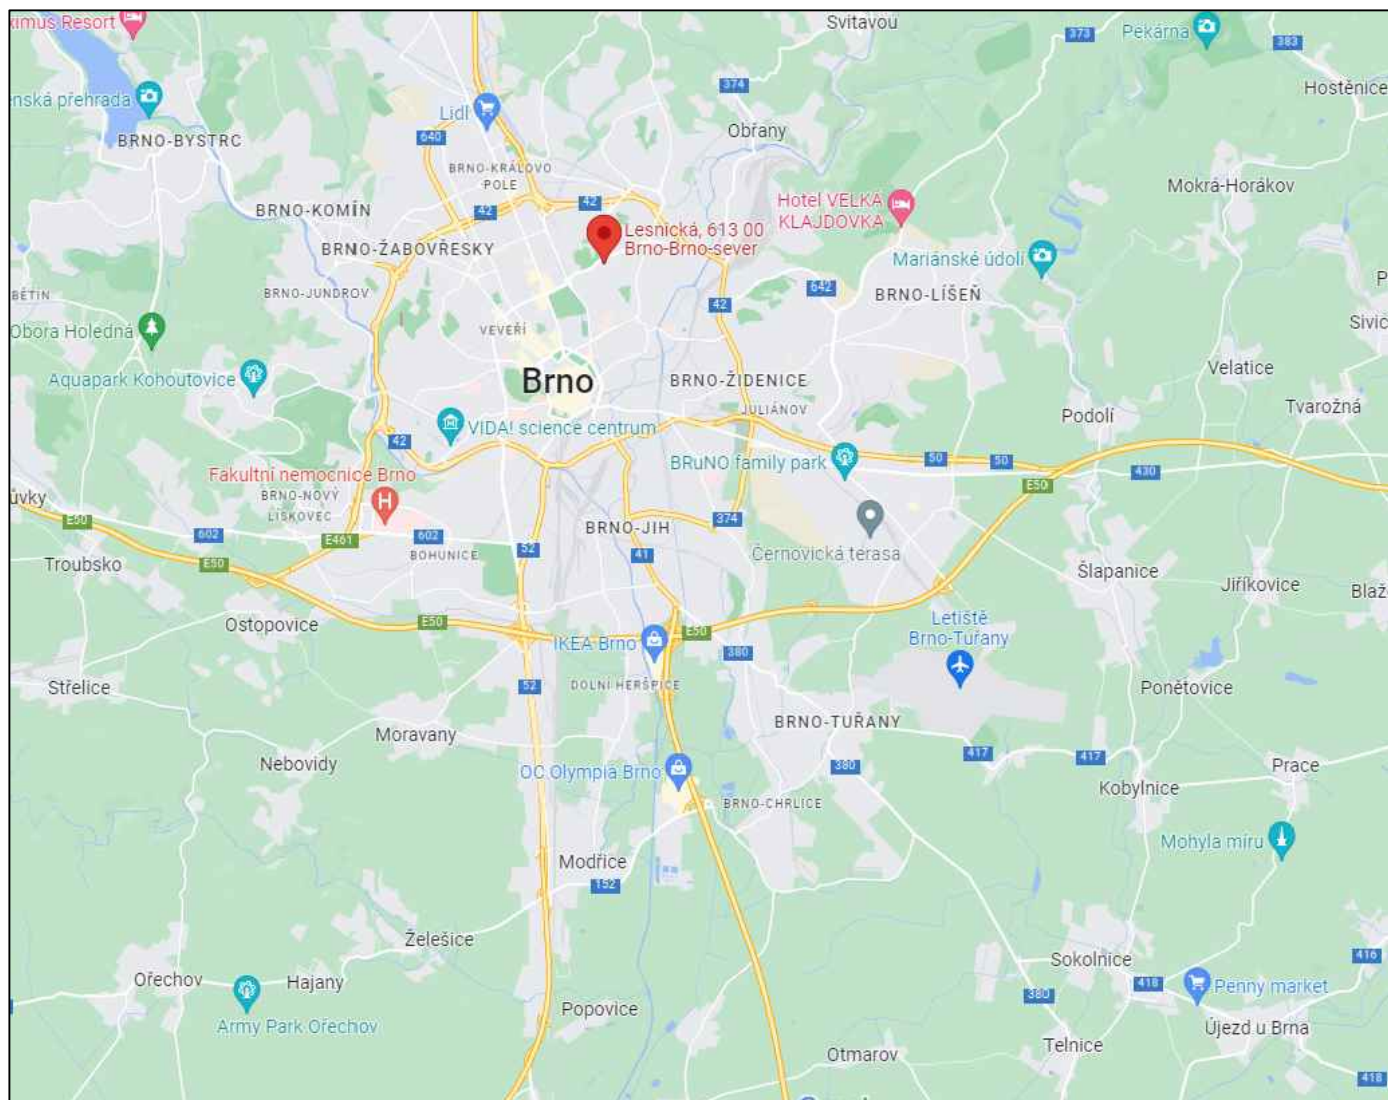 ximus Resort
Svitavou
373
Pekárna
383
Hostěnice
374
enská přehrada
Lidl
Obřany
640
BRNO-BYSTRC
BRNO-KRÁLOVO
POLE
Mokrá-Horákov
42
42
Hotel VELKÁ
KLAJDOVKA
BRNO-KOMÍN
Lesnická, 613 00
Brno-Brno-sever
BRNO-ŽABOVŘESKY
Mariánské údolí
BĚTÍN
BRNO-JUNDROV
642
BRNO-LÍŠEŇ
42
P
Obora Holedná
VEVEŘÍ
Sivic
Aquapark Kohoutovice
Brno
BRNO-ŽIDENICE
Velatice
JULIÁNOV
Podolí
Tvarožná
42
VIDA! science centrum
BRuNO family park
50
50
430
Fakultní nemocnice Brno
E50
ůvky
BRNO-NOVÝ
LÍSKOVEC
E50
602
E461
602
BRNO-JIH
374
Troubsko
E50
BOHUNICE
52
41
Černovická terasa
Šlapanice
Jiříkovice
Blaž
Ostopovice
E50
E50
Letiště
Brno-Tuřany
IKEA Brno
380
Střelice
52
DOLNÍ HERŠPICE
Ponětovice
Moravany
BRNO-TUŘANY
417
417
Nebovidy
OC Olympia Brno
380
Prace
Kobylnice
BRNO-CHRLICE
Mohyla míru
Modřice
152
Želešice
Sokolnice
416
Ořechov
Hajany
418
Penny market
380
Popovice
Army Park Ořechov
Újezd u Brna
Telnice
Otmarov
418